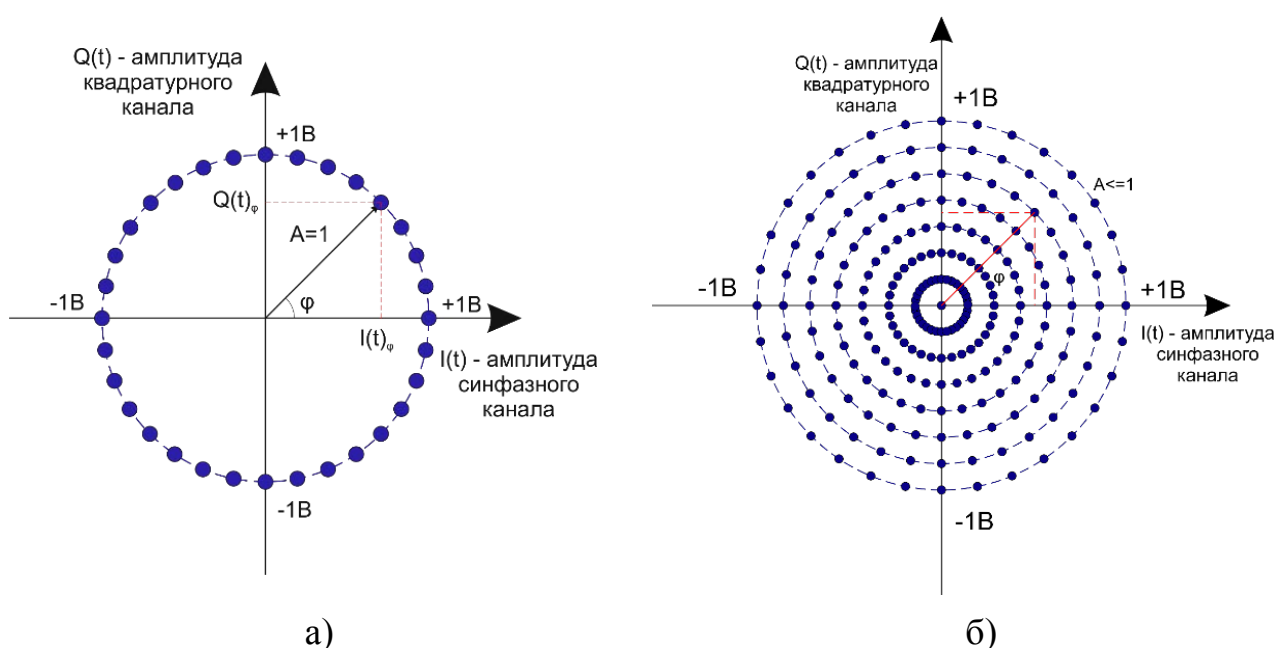 Q(t) - амплитуда
квадратурного
канала
+1В
Q(t)φ
A=1
φ
-1В
+1В
I(t)φ
I(t) - амплитуда
синфазного
канала
-1В
а)
Q(t) - амплитуда
квадратурного
канала
+1В
A<=1
φ
-1В
+1В
I(t) - амплитуда
синфазного
канала
-1В
б)